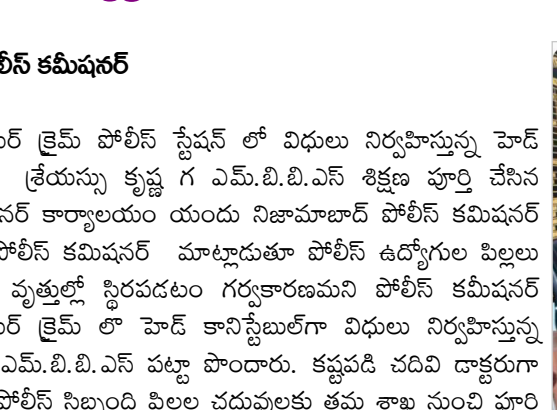 లీస్ కమీషనర్
ర్ క్రైమ్ పోలీస్ స్టేషన్ లో విధులు నిర్వహిస్తున్న హెడ్
శ్రేయస్సు కృష్ణ గ ఎమ్.బి.బి.ఎస్ శిక్షణ పూర్తి చేసిన
నర్ కార్యాలయం యందు నిజామాబాద్ పోలీస్ కమిషనర్
పోలీస్ కమిషనర్ మాట్లాడుతూ పోలీస్ ఉద్యోగుల పిల్లలు
వృత్తుల్లో స్థిరపడటం గర్వకారణమని పోలీస్ కమీషనర్
ర్ క్రైమ్ లొ హెడ్ కానిస్టేబుల్‌గా విధులు నిర్వహిస్తున్న
ఎమ్.బి.బి.ఎస్ పట్టా పొందారు. కష్టపడి చదివి డాక్టరుగా
పోలీస్ సిబ్బంది పిల్లల చదువులకు తమ శాఖ నుంచి పూర్తి